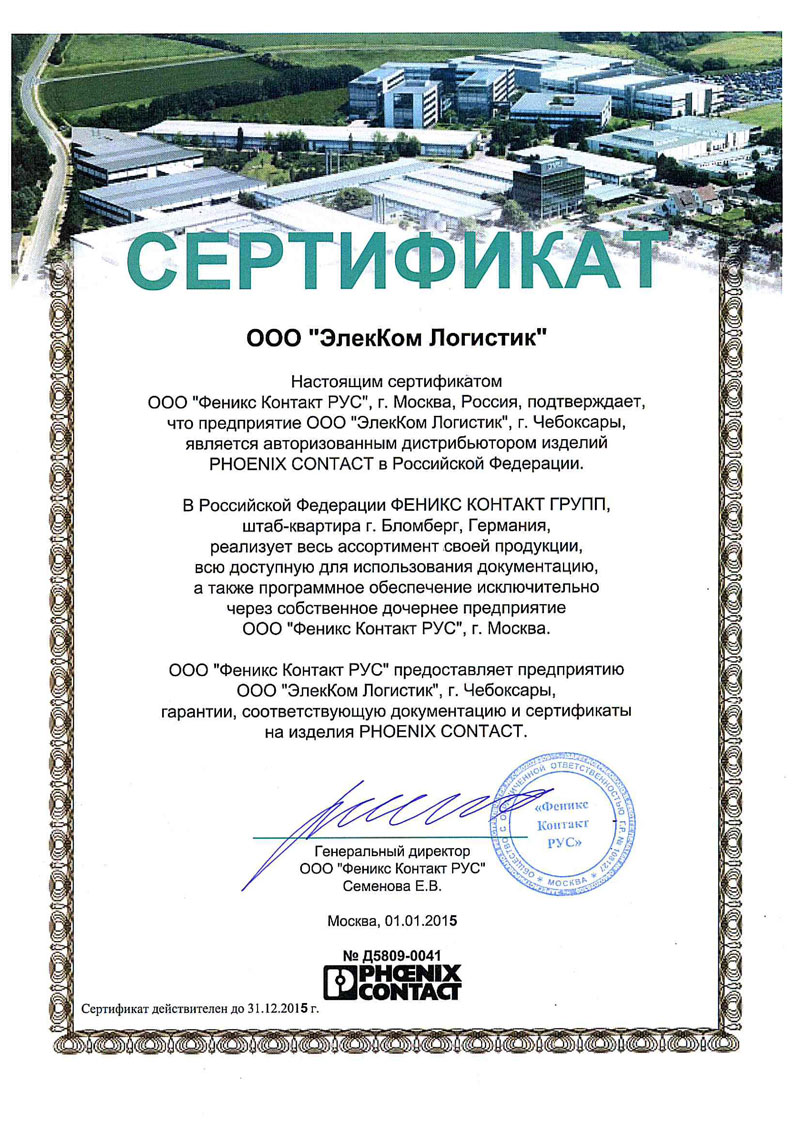 СЕРТИФИКАТ
ООО "ЭлекКом Логистик"
Настоящим сертификатом
ООО "Феникс Контакт РУС", г. Москва, Россия, подтверждает,
что предприятие ООО "ЭлекКом Логистик", г. Чебоксары,
является авторизованным дистрибьютором изделий
PHOENIX CONTACT в Российской Федерации.
В Российской Федерации ФЕНИКС КОНТАКТ ГРУПП,
штаб-квартира г. Бломберг, Германия,
реализует весь ассортимент своей продукции,
всю доступную для использования документацию,
а также программное обеспечение исключительно
через собственное дочернее предприятие
ООО "Феникс Контакт РУС", г. Москва.
ООО "Феникс Контакт РУС" предоставляет предприятию
ООО "ЭлекКом Логистик", г. Чебоксары,
гарантии, соответствующую документацию и сертификаты
на изделия PHOENIX CONTACT.
ОБЩЕСТВО С ОГРАНИЧЕННОЙ ОТВЕТСТВЕННОСТЬЮ Г.Р. № 108127
* МОСКВА *
«Феникс
Контакт
РУС»
Генеральный директор
ООО "Феникс Контакт РУС"
Семенова Е.В.
Москва, 01.01.2015
№ Д5809-0041
PHŒNIX
CONTACT
Сертификат действителен до 31.12.2015 г.